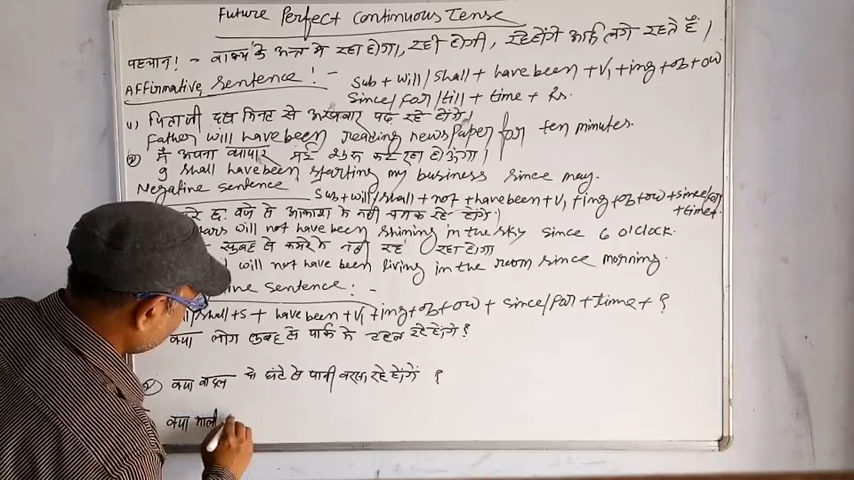 Future Perfect Continuous Tense
पहचान! - वाक्य के अन्त में रहा होगा, रही होगी, रहे होंगे आदि लगे रहते हैं।
Affirmative Sentence! - Sub + will/shall + have been + V1 + ing + ob + ow
Since/for/till + time + Rs.
(1) पिताजी दस मिनट से अखबार पढ़ रहे होंगे।
Father will have been reading newspaper for ten minutes.
(2) मैं अपना व्यापार मई शुरू कर रहा होऊंगा।
I shall have been starting my business since may.
Negative sentence Sub + will/shall + not + have been + V1 + ing + ob + ow + since/for
+ time.
छः बजे से आकाश में नहीं चमक रहे होंगे।
will not have been shining in the sky since 6 o'clock.
सुबह से कमरे में नहीं रह रहा होगा
will not have been living in the room since morning.
sentence! -
/shall + s + have been + V1 + ing + ob + ow + since/for + time + ?
क्या लोग सुबह से पार्क में टहल रहे होंगे?
(2) क्या बादल घंटे से पानी बरसा रहे होंगे ?
क्या माली